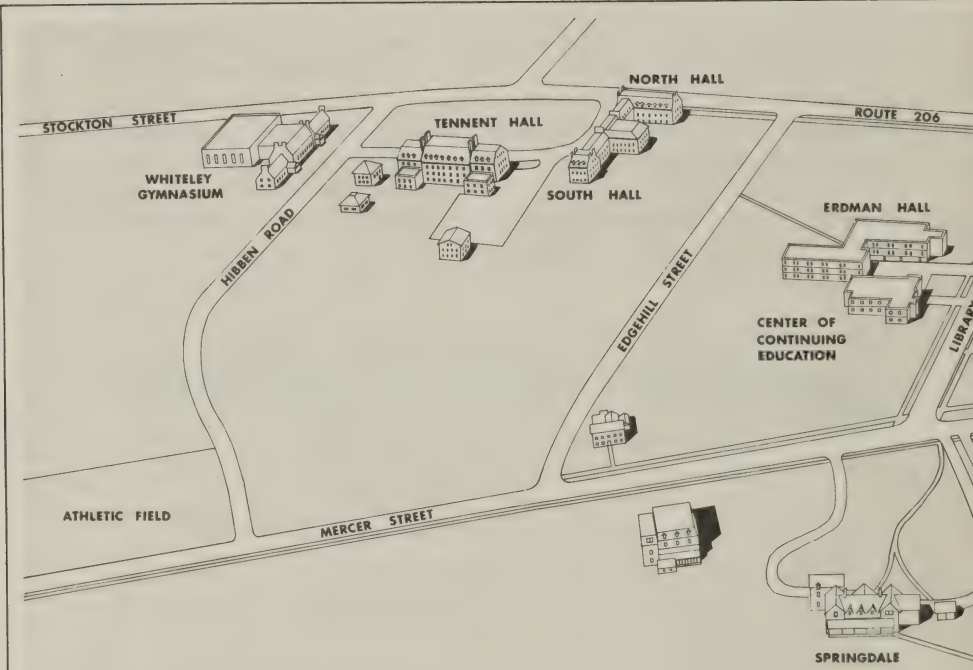 NORTH HALL
STOCKTON STREET
ROUTE 206
TENNENT HALL
WHITELEY
GYMNASIUM
SOUTH HALL
ERDMAN HALL
HIBBEN ROAD
EDGEHILL STREET
CENTER OF
CONTINUING
EDUCATION
LIBRARY
ATHLETIC FIELD
MERCER STREET
SPRINGDALE